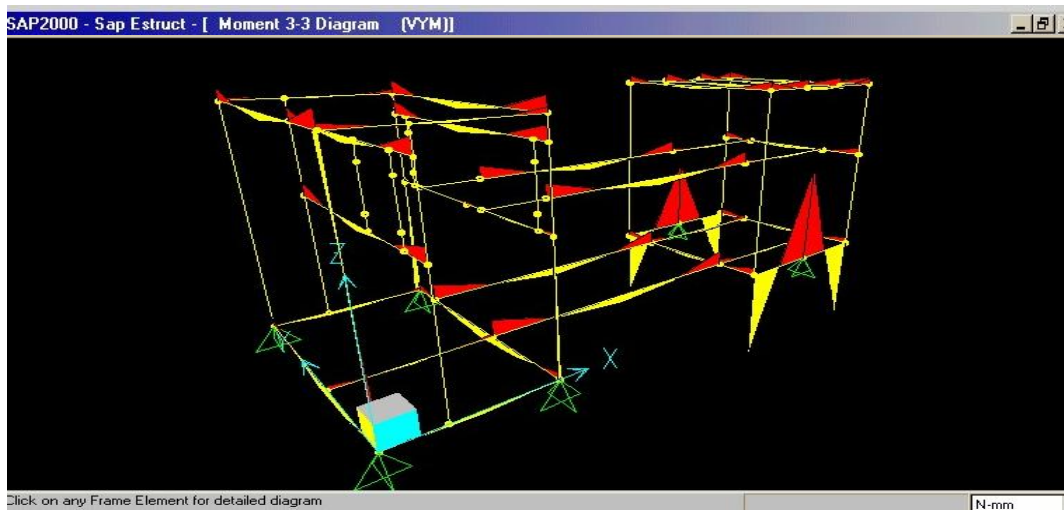 SAP2000 - Sap Estruct - [ Moment 3-3 Diagram (VYM)]
Z
X
Click on any Frame Element for detailed diagram
N-mm